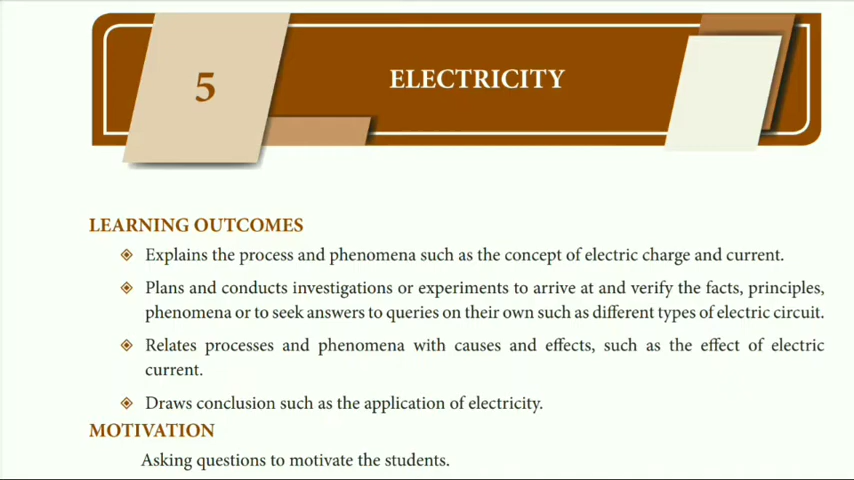 5
ELECTRICITY
LEARNING OUTCOMES
Explains the process and phenomena such as the concept of electric charge and current.
Plans and conducts investigations or experiments to arrive at and verify the facts, principles,
phenomena or to seek answers to queries on their own such as different types of electric circuit.
Relates processes and phenomena with causes and effects, such as the effect of electric
current.
Draws conclusion such as the application of electricity.
MOTIVATION
Asking questions to motivate the students.